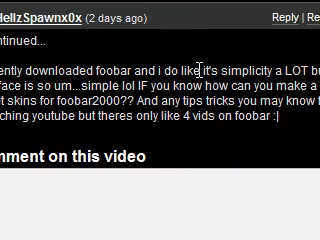 HellzSpawnx0x (2 days ago)
Reply | Re
ntinued...
ently downloaded foobar and i do like it's simplicity a LOT bu
face is so um...simple lol IF you know how can you make a
t skins for foobar2000?? And any tips tricks you may know f
ching youtube but theres only like 4 vids on foobar :|
mment on this video